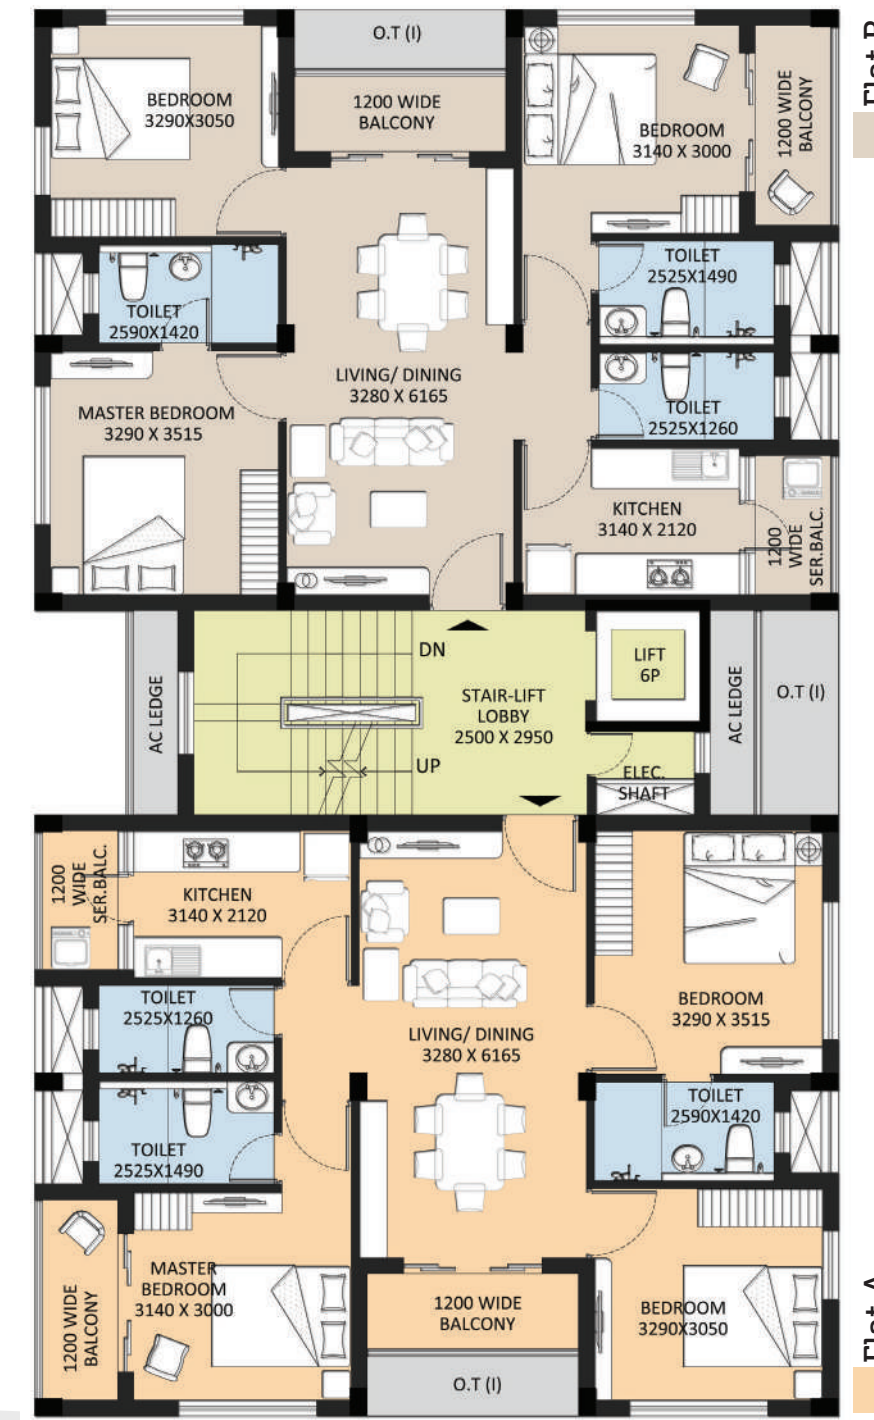 O.T (I)
1200 WIDE
BALCONY
BEDROOM
3290X3050
BEDROOM
3140 X 3000
1200 WIDE
BALCONY
Flat B
TOILET
2590X1420
TOILET
2525X1490
LIVING/ DINING
3280 X 6165
MASTER BEDROOM
3290 X 3515
TOILET
2525X1260
KITCHEN
3140 X 2120
1200
WIDE
SER.BALC.
AC LEDGE
DN
UP
STAIR-LIFT
LOBBY
2500 X 2950
LIFT
6P
ELEC.
SHAFT
AC LEDGE
O.T (I)
1200
WIDE
SER.BALC.
KITCHEN
3140 X 2120
TOILET
2525X1260
LIVING/ DINING
3280 X 6165
BEDROOM
3290 X 3515
TOILET
2590X1420
TOILET
2525X1490
1200 WIDE
BALCONY
MASTER
BEDROOM
3140 X 3000
1200 WIDE
BALCONY
BEDROOM
3290X3050
O.T (I)
Flat A